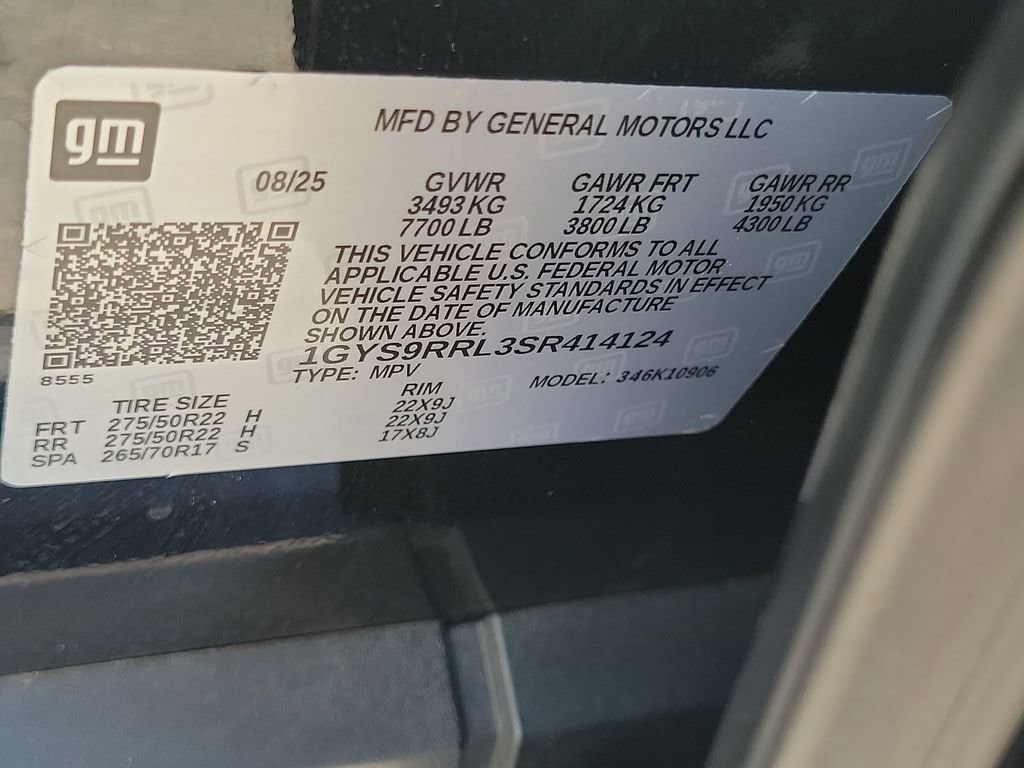 gm
MFD BY GENERAL MOTORS LLC
08/25 GVWR GAWR FRT GAWR RR
3493 KG 1724 KG 1950 KG
7700 LB 3800 LB 4300 LB
THIS VEHICLE CONFORMS TO ALL
APPLICABLE U.S. FEDERAL MOTOR
VEHICLE SAFETY STANDARDS IN EFFECT
ON THE DATE OF MANUFACTURE
SHOWN ABOVE.
1GYS9RRL3SR414124
8555
TYPE: MPV MODEL: 346K10906
TIRE SIZE RIM
FRT 275/50R22 H 22X9J
RR 275/50R22 H 22X9J
SPA 265/70R17 S 17X8J